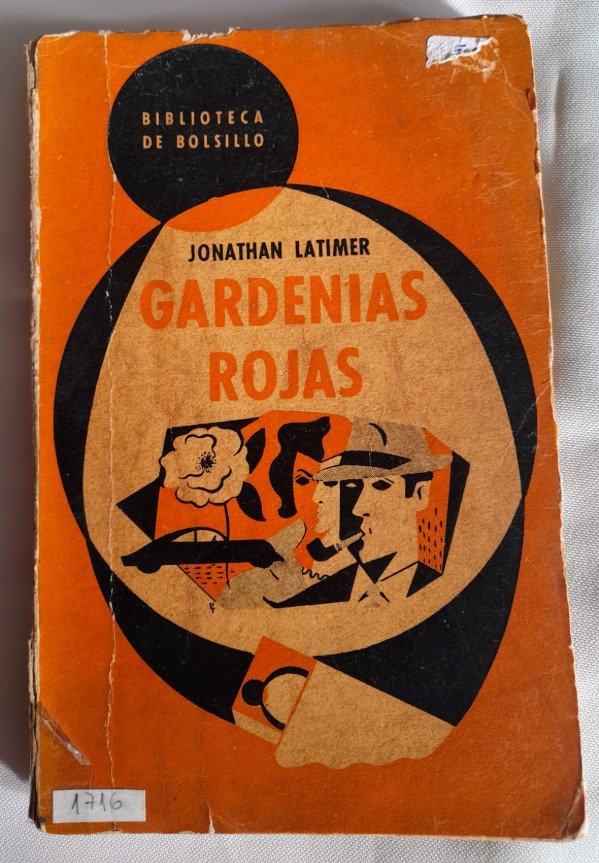 BIBLIOTECA
DE BOLSILLO
JONATHAN LATIMER
GARDENIAS
ROJAS
1716